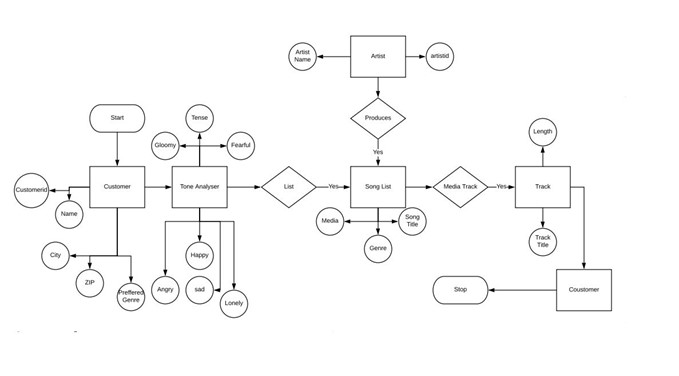 Artist
Name
Artist
artistid
Start
Tense
Produces
Length
Gloomy
Fearful
Yes
Customerid
Customer
Tone Analyser
List
Yes
Song List
Media Track
Yes
Track
Name
Media
Song
Title
Genre
Track
Title
City
Happy
ZIP
Preffered
Genre
Angry
sad
Lonely
Stop
Coustomer